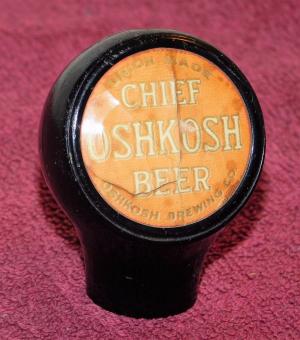 UNION MADE
CHIEF
OSHKOSH
BEER
OSHKOSH BREWING CO.